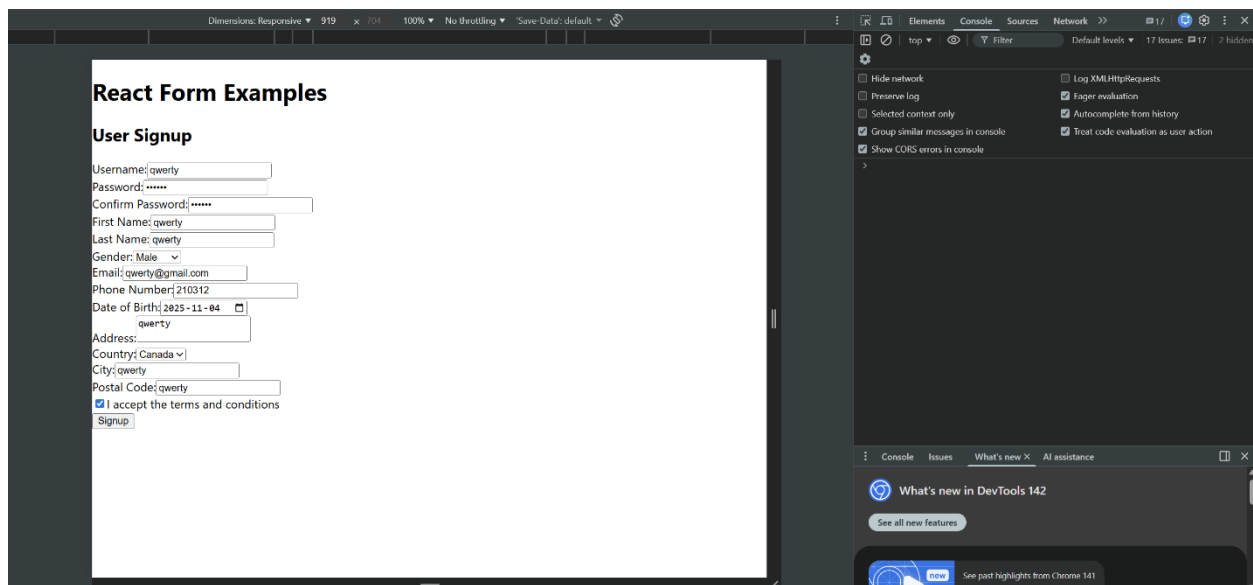 Dimensions: Responsive ▼ 919 × 704 100% ▼ No throttling ▼ 'Save-Data': default
React Form Examples
User Signup
Username: qwerty
Password: ••••••
Confirm Password: ••••••
First Name: qwerty
Last Name: qwerty
Gender: Male
Email: qwerty@gmail.com
Phone Number: 210312
Date of Birth: 2025-11-04
qwerty
Address:
Country: Canada
City: qwerty
Postal Code: qwerty
I accept the terms and conditions
Signup
Elements Console Sources Network 17
top ▼ Filter Default levels ▼ 17 Issues: 17 2 hidden
Hide network Log XMLHttpRequests
Preserve log Eager evaluation
Selected context only Autocomplete from history
Group similar messages in console Treat code evaluation as user action
Show CORS errors in console
Console Issues What's new × AI assistance
What's new in DevTools 142
See all new features
new See past highlights from Chrome 141